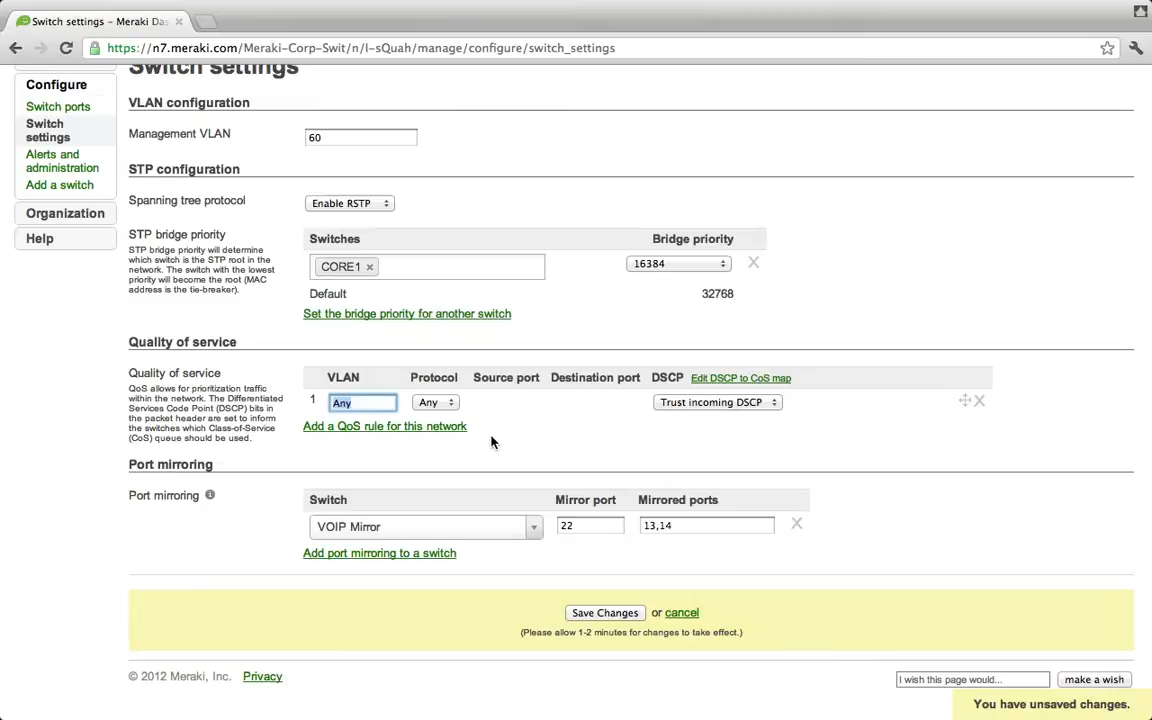 Switch settings – Meraki Das
https://n7.meraki.com/Meraki-Corp-Swit/n/l-sQuah/manage/configure/switch_settings
Switch settings
Configure
Switch ports
Switch
settings
Alerts and
administration
Add a switch
Organization
Help
VLAN configuration
Management VLAN
60
STP configuration
Spanning tree protocol
Enable RSTP
STP bridge priority
STP bridge priority will determine
which switch is the STP root in the
network. The switch with the lowest
priority will become the root (MAC
address is the tie-breaker).
Switches Bridge priority
CORE1 × 16384 X
Default 32768
Set the bridge priority for another switch
Quality of service
Quality of service
QoS allows for prioritization traffic
within the network. The Differentiated
Services Code Point (DSCP) bits in
the packet header are set to inform
the switches which Class-of-Service
(CoS) queue should be used.
VLAN Protocol Source port Destination port DSCP Edit DSCP to CoS map
1 Any Any Trust incoming DSCP X
Add a QoS rule for this network
Port mirroring
Port mirroring
Switch Mirror port Mirrored ports
VOIP Mirror 22 13,14 X
Add port mirroring to a switch
Save Changes or cancel
(Please allow 1-2 minutes for changes to take effect.)
© 2012 Meraki, Inc. Privacy
I wish this page would... make a wish
You have unsaved changes.